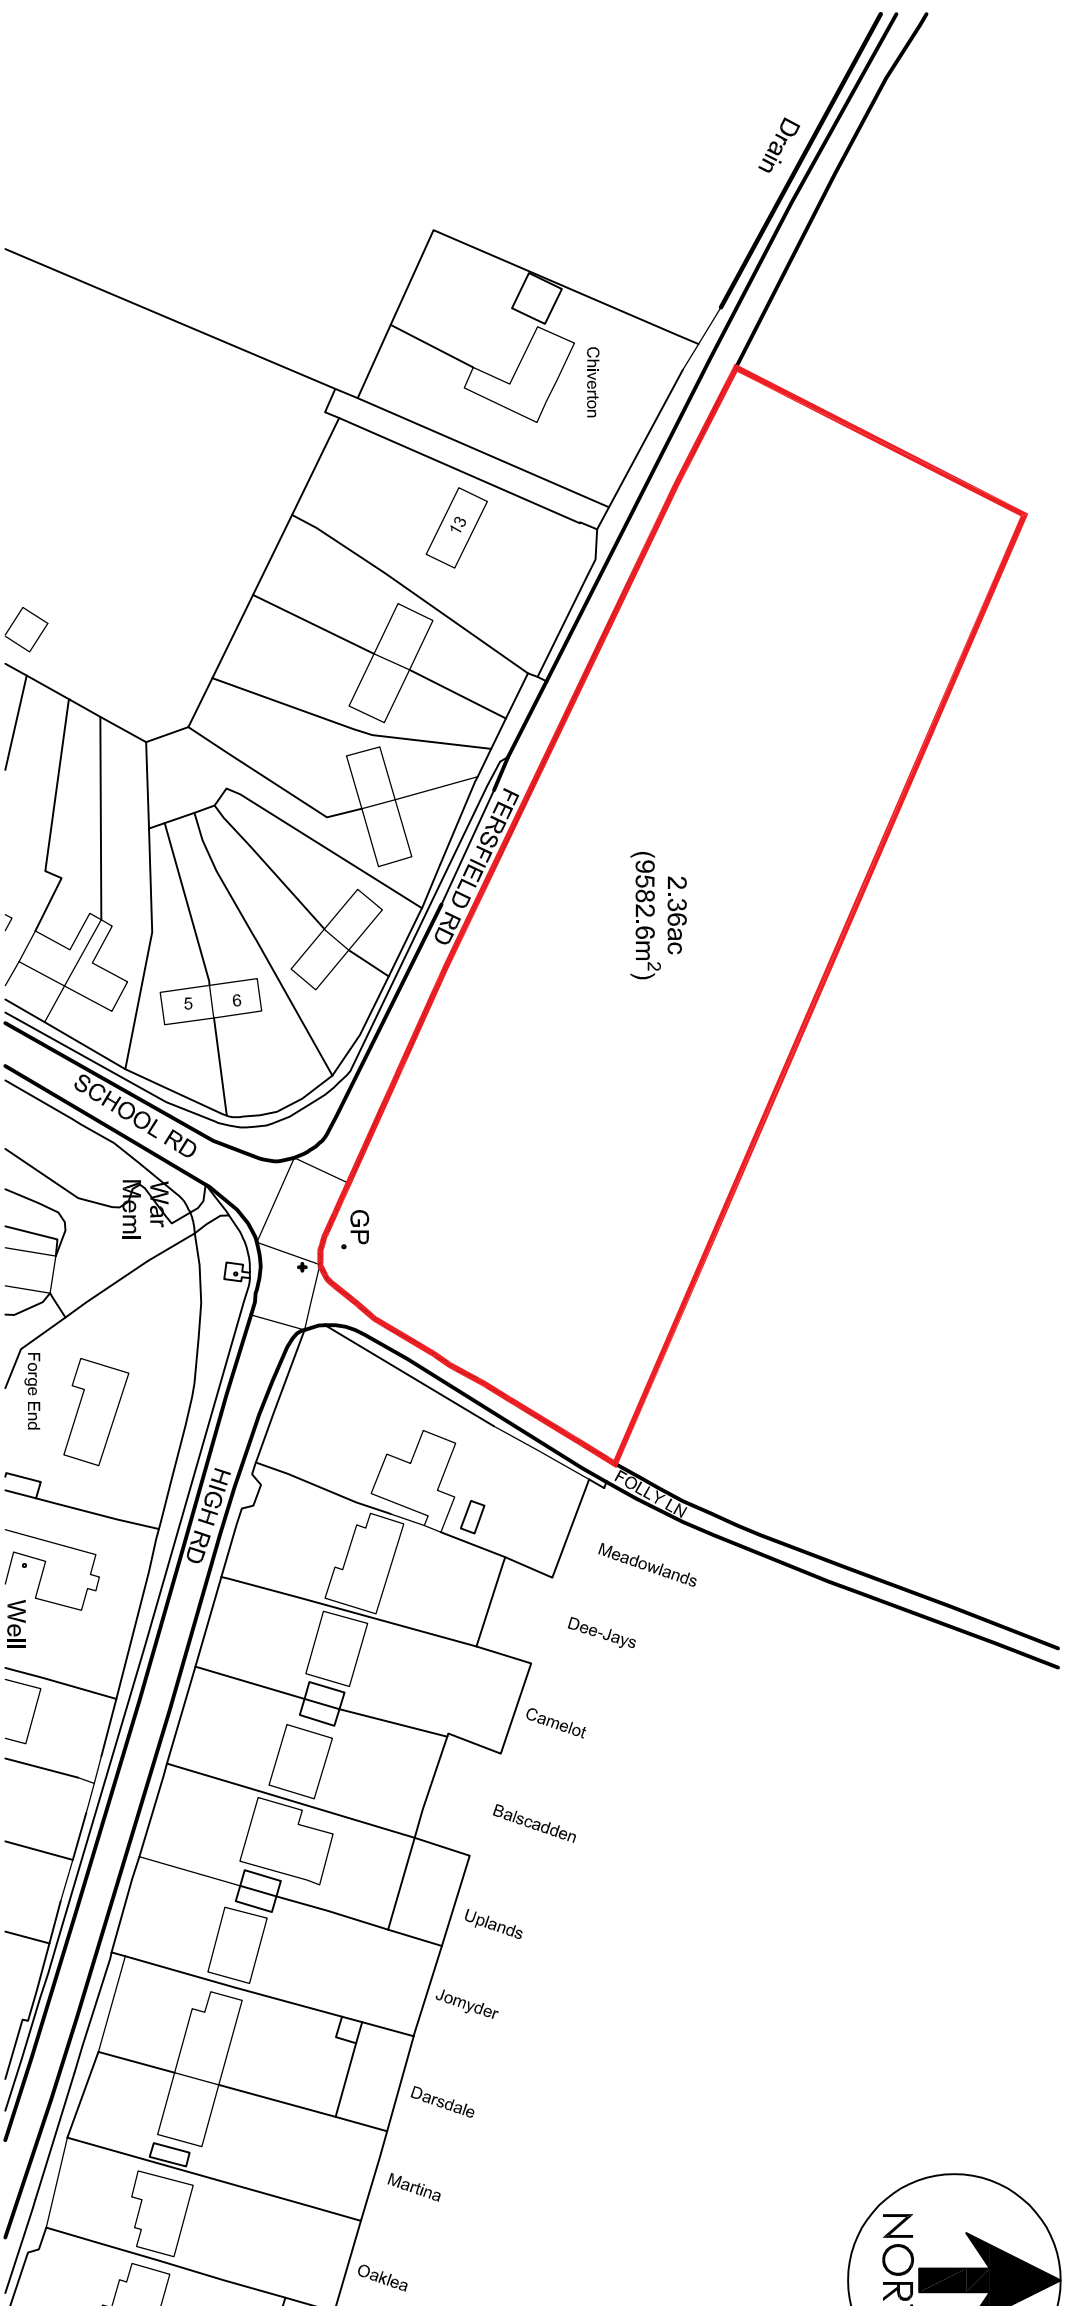 Drain
Chiverton
13
FERSFIELD RD
2.36ac
(9582.6m²)
5
6
SCHOOL RD
War
Meml
GP
Forge End
HIGH RD
Well
FOLLY LN
Meadowlands
Dee-Jays
Camelot
Balscadden
Uplands
Jomyder
Darsdale
Martina
Oaklea
NOR